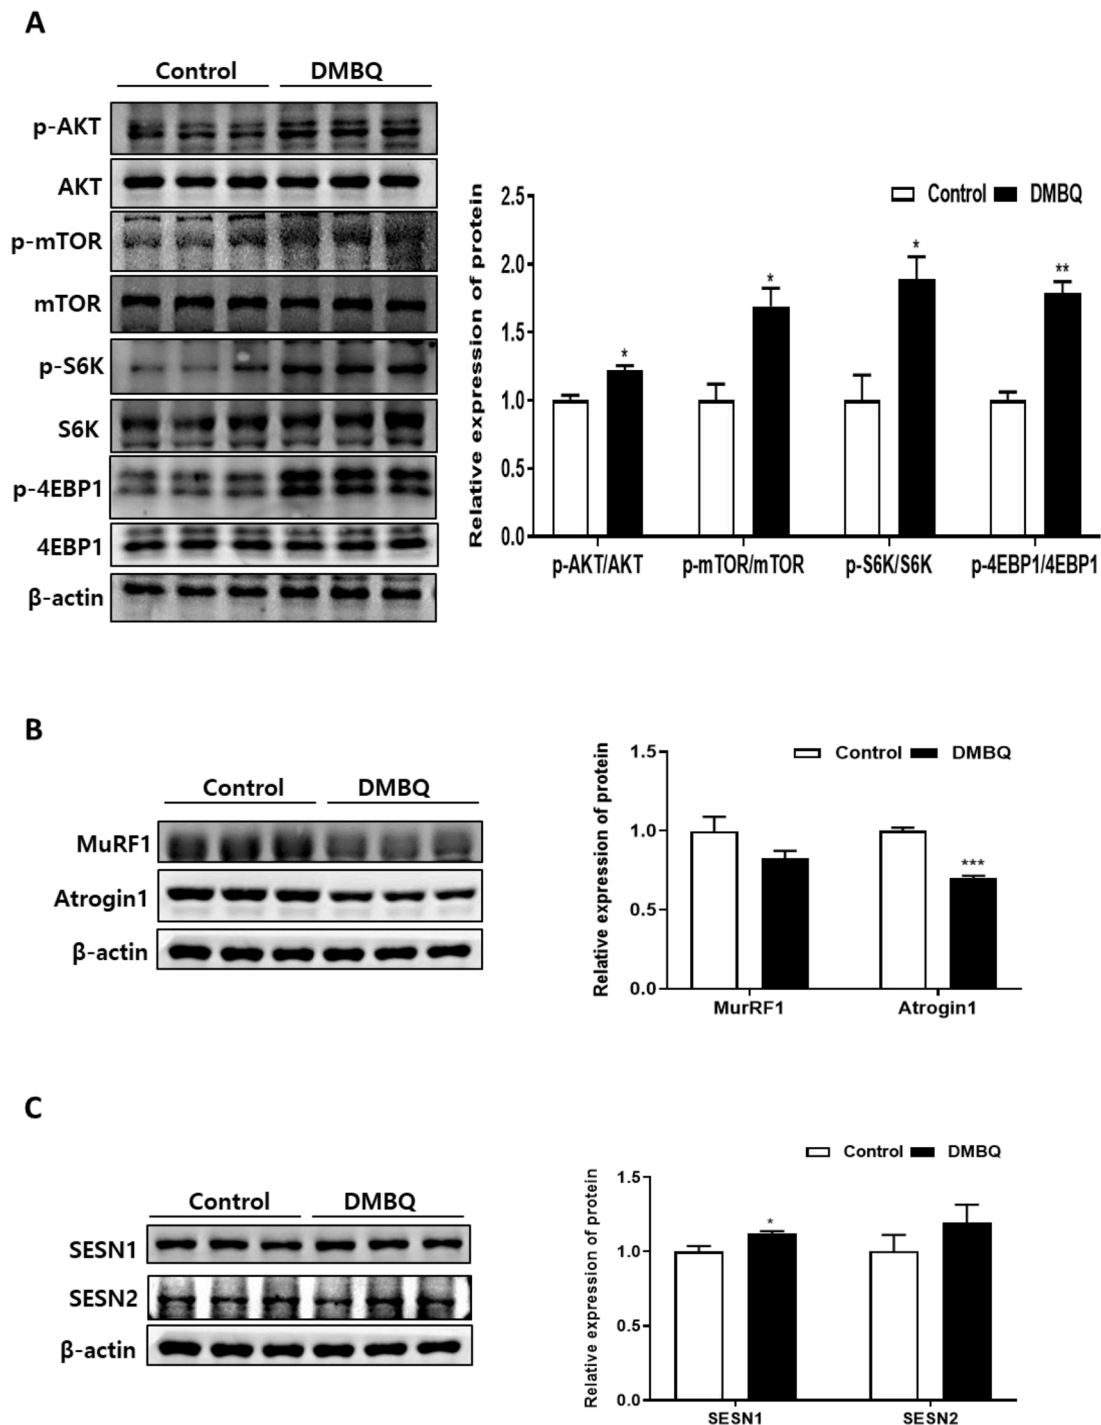 A
Control DMBQ
p-AKT
AKT
p-mTOR
mTOR
p-S6K
S6K
p-4EBP1
4EBP1
β-actin
Relative expression of protein
Control DMBQ
2.5
2.0
1.5
1.0
0.5
0.0
* * * **
p-AKT/AKT p-mTOR/mTOR p-S6K/S6K p-4EBP1/4EBP1
B
Control DMBQ
MuRF1
Atrogin1
β-actin
Relative expression of protein
Control DMBQ
1.5
1.0
0.5
0.0
***
MurRF1 Atrogin1
C
Control DMBQ
SESN1
SESN2
β-actin
Relative expression of protein
Control DMBQ
1.5
1.0
0.5
0.0
*
SESN1 SESN2